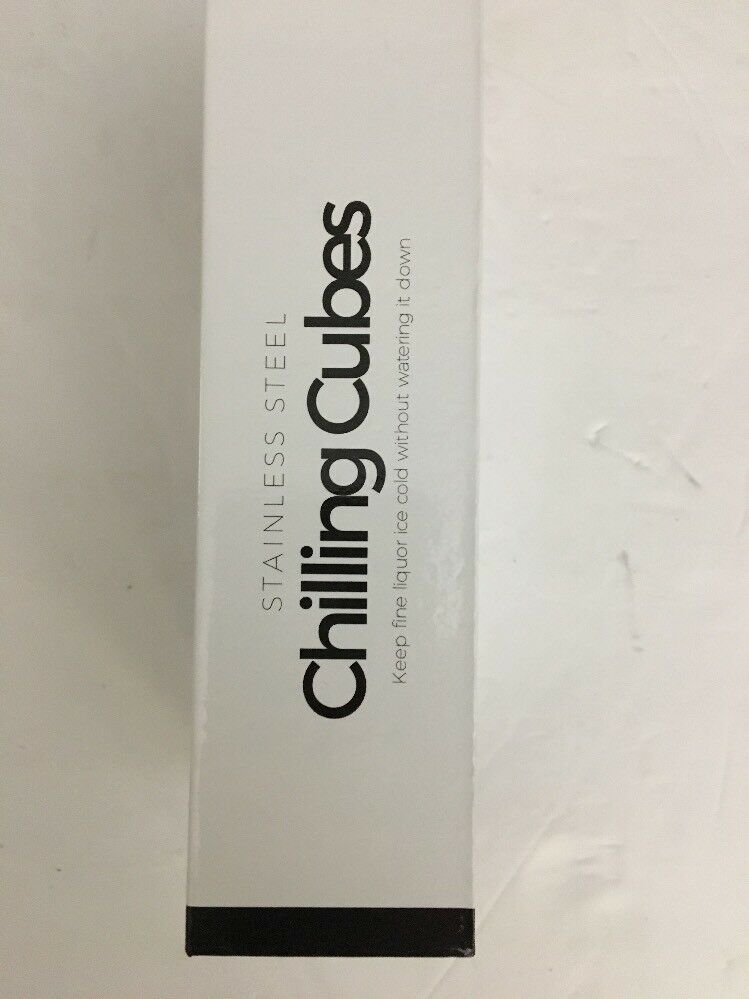 STAINLESS STEEL
Chilling Cubes
Keep fine liquor ice cold without watering it down